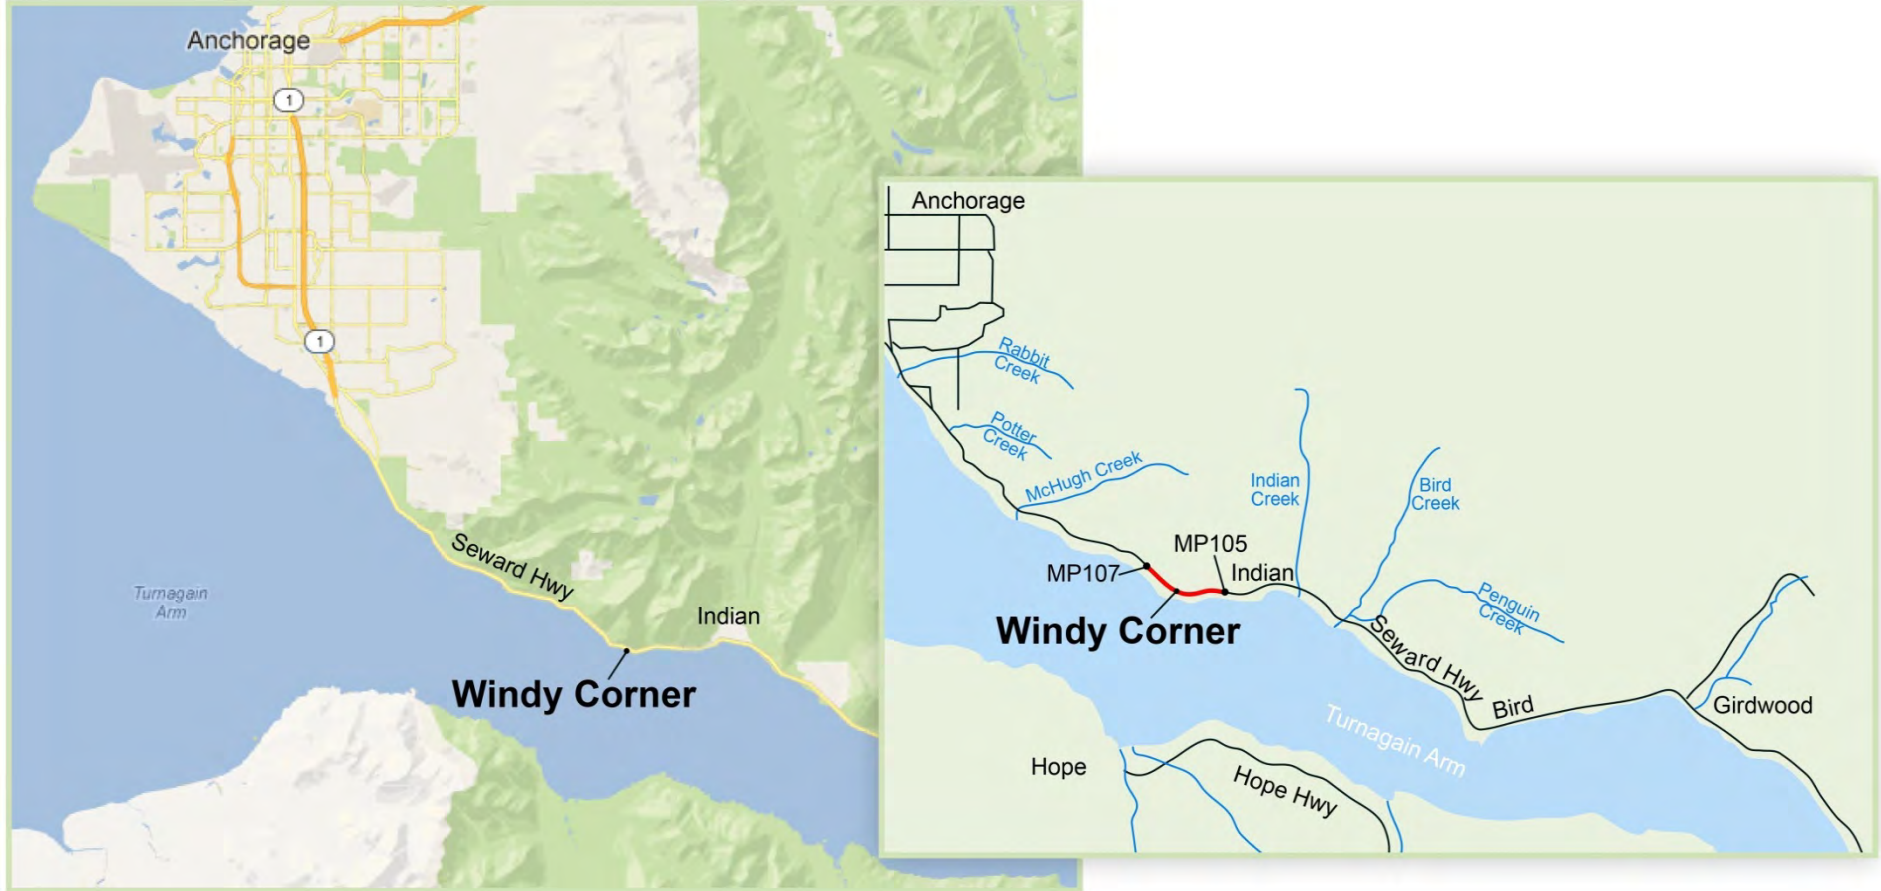 Anchorage
1
1
Seward Hwy
Turnagain
Arm
Indian
Windy Corner
Anchorage
Rabbit
Creek
Potter
Creek
McHugh Creek
Indian
Creek
Bird
Creek
MP105
MP107
Indian
Penguin
Creek
Windy Corner
Seward Hwy
Bird
Girdwood
Turnagain Arm
Hope
Hope Hwy